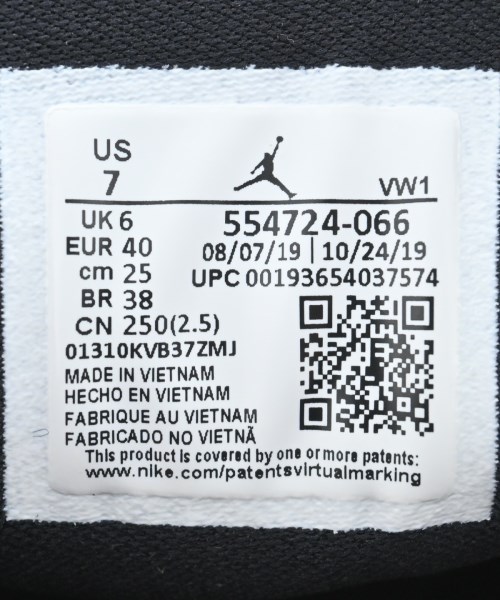 US
7
VW1
UK 6
EUR 40
cm 25
BR 38
CN 250(2.5)
554724-066
08/07/19 | 10/24/19
UPC 00193654037574
01310KVB37ZMJ
MADE IN VIETNAM
HECHO EN VIETNAM
FABRIQUE AU VIETNAM
FABRICADO NO VIETNÃ
This product is covered by one or more patents:
www.nike.com/patentsvirtualmarking